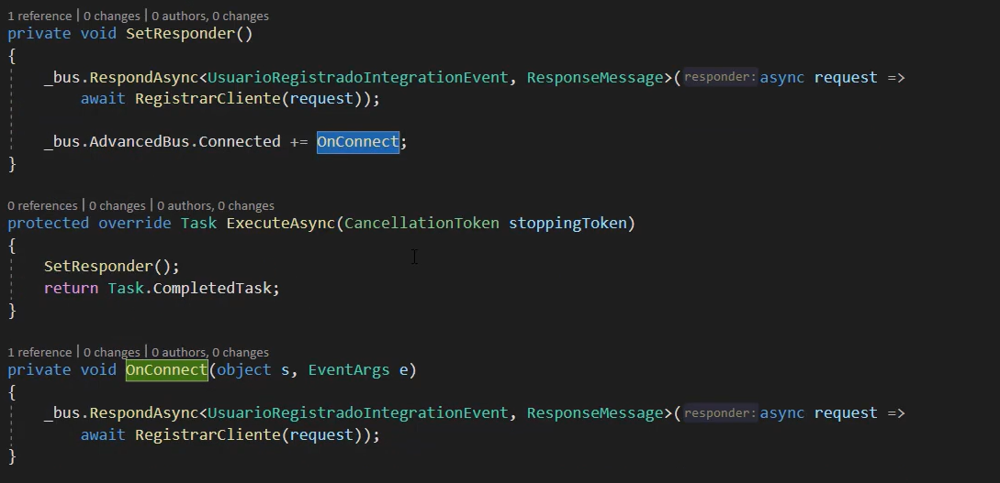 1 reference | 0 changes | 0 authors, 0 changes
private void SetResponder()
{
    _bus.RespondAsync<UsuarioRegistradoIntegrationEvent, ResponseMessage>(responder: async request =>
        await RegistrarCliente(request));

    _bus.AdvancedBus.Connected += OnConnect;
}

0 references | 0 changes | 0 authors, 0 changes
protected override Task ExecuteAsync(CancellationToken stoppingToken)
{
    SetResponder();
    return Task.CompletedTask;
}

1 reference | 0 changes | 0 authors, 0 changes
private void OnConnect(object s, EventArgs e)
{
    _bus.RespondAsync<UsuarioRegistradoIntegrationEvent, ResponseMessage>(responder: async request =>
        await RegistrarCliente(request));
}